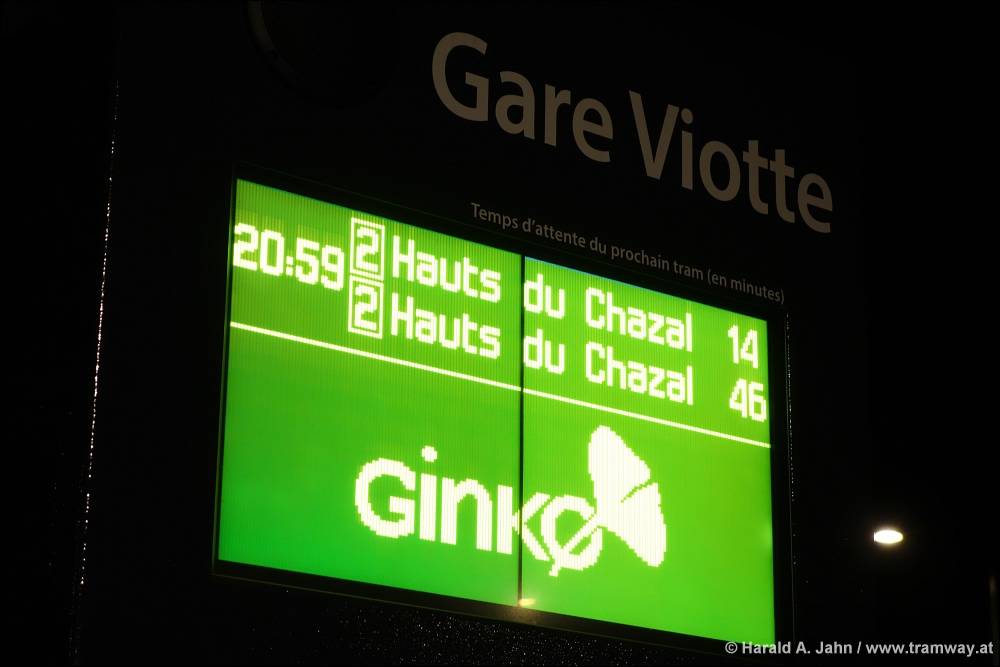 Gare Viotte
Temps d'attente du prochain tram (en minutes)
20:59 2 Hauts du Chazal 14
2 Hauts du Chazal 46
Ginko
© Harald A. Jahn / www.tramway.at